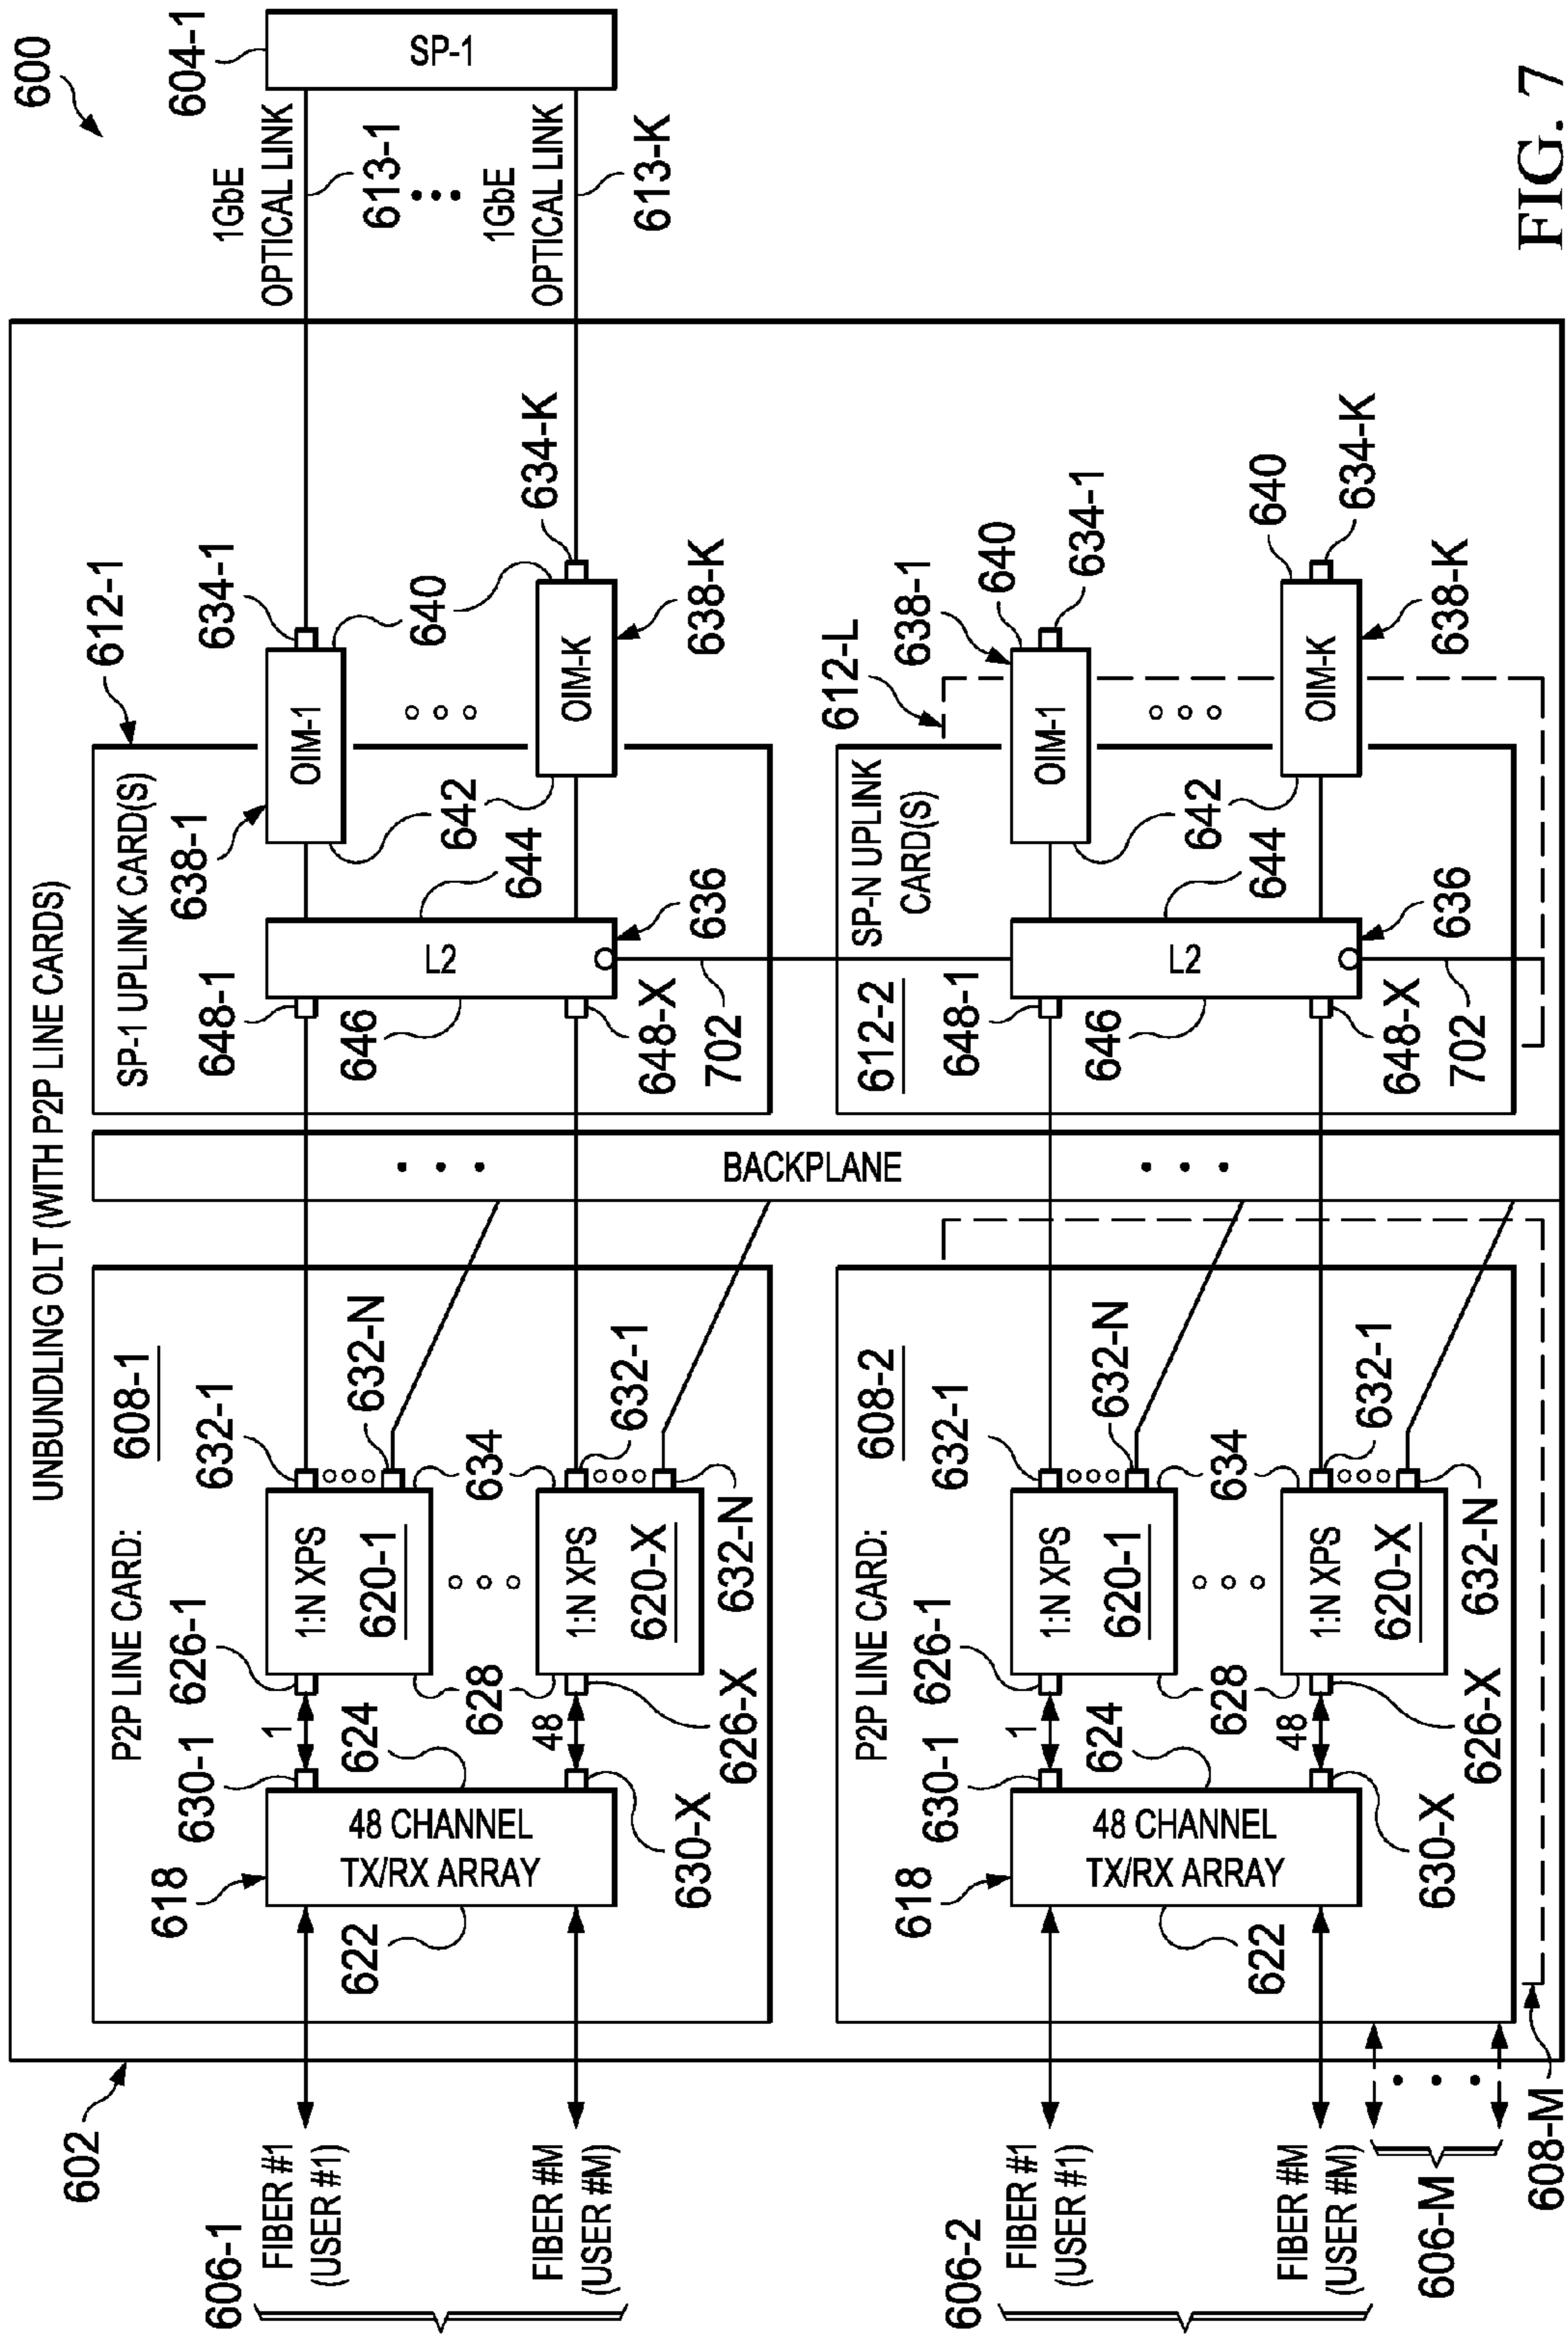 600
UNBUNDLING OLT (WITH P2P LINE CARDS)
602
606-1
FIBER #1
(USER #1)
FIBER #M
(USER #M)
P2P LINE CARD:
608-1
618
622
48 CHANNEL
TX/RX ARRAY
624
630-1
630-X
1
48
626-1
626-X
628
1:N XPS
620-1
1:N XPS
620-X
634
632-1
632-N
632-1
632-N
BACKPLANE
SP-1 UPLINK CARD(S)
612-1
648-1
646
648-X
702
L2
636
644
642
638-1
OIM-1
OIM-K
640
634-1
634-K
638-K
1GbE
OPTICAL LINK
613-1
1GbE
OPTICAL LINK
613-K
604-1
SP-1
606-2
FIBER #1
(USER #1)
FIBER #M
(USER #M)
606-M
608-M
P2P LINE CARD:
608-2
618
622
48 CHANNEL
TX/RX ARRAY
624
630-1
630-X
1
48
626-1
626-X
628
1:N XPS
620-1
1:N XPS
620-X
634
632-1
632-N
632-1
632-N
612-2
SP-N UPLINK
CARD(S)
612-L
648-1
646
648-X
702
L2
636
644
642
638-1
OIM-1
OIM-K
640
634-1
640
634-K
638-K
FIG. 7